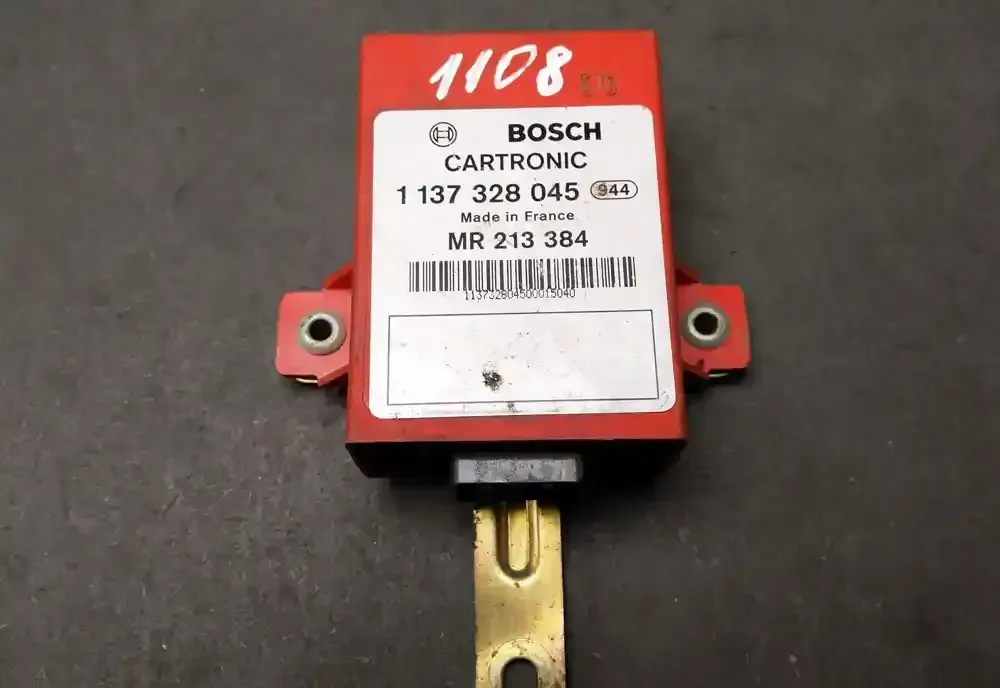 1108
BOSCH
CARTRONIC
1 137 328 045 944
Made in France
MR 213 384
113732804500015040